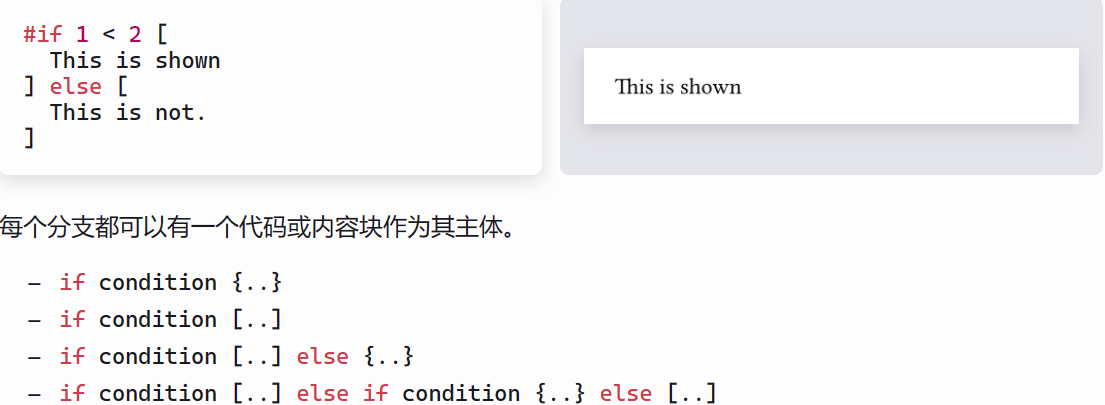 #if 1 < 2 [
  This is shown
] else [
  This is not.
]
This is shown
每个分支都可以有一个代码或内容块作为其主体。
– if condition {..}
– if condition [..]
– if condition [..] else {..}
– if condition [..] else if condition {..} else [..]